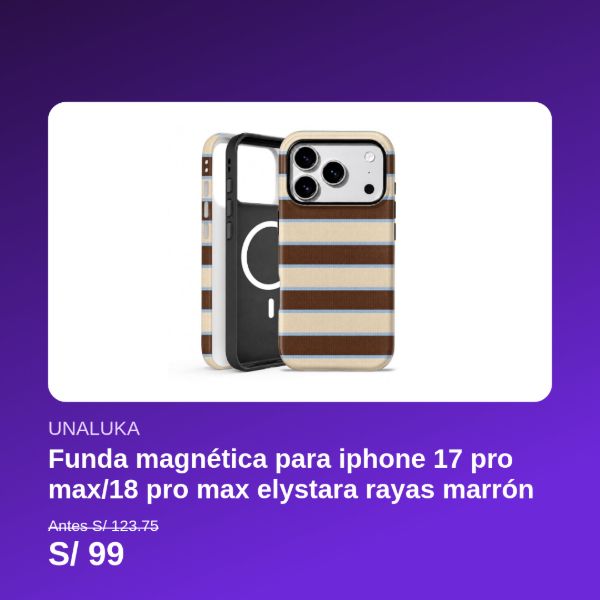 UNALUKA
Funda magnética para iphone 17 pro
max/18 pro max elystara rayas marrón
Antes S/ 123.75
S/ 99